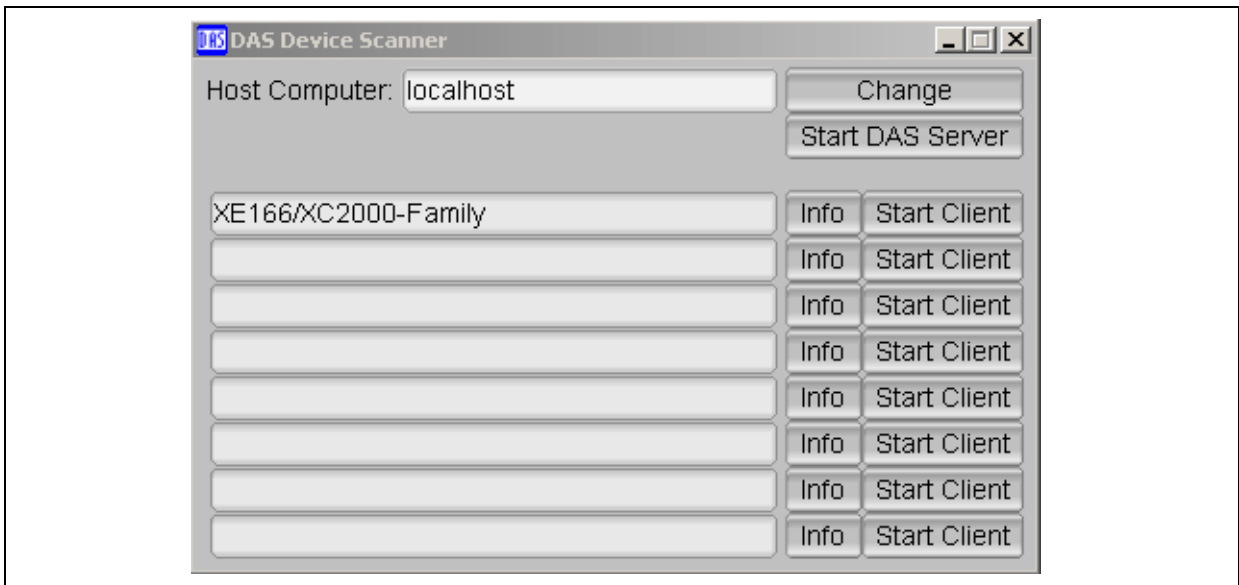 DAS DAS Device Scanner
Host Computer: localhost Change
Start DAS Server
XE166/XC2000-Family Info Start Client
Info Start Client
Info Start Client
Info Start Client
Info Start Client
Info Start Client
Info Start Client
Info Start Client